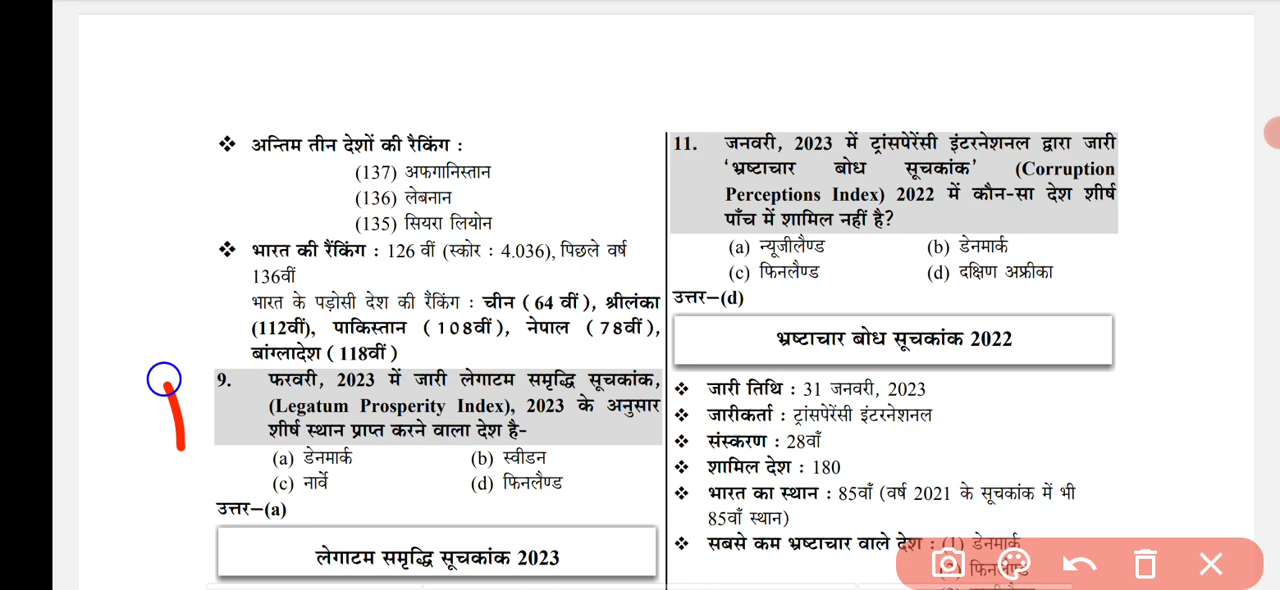 ❖ अन्तिम तीन देशों की रैकिंग :
(137) अफगानिस्तान
(136) लेबनान
(135) सियरा लियोन
❖ भारत की रैंकिंग : 126 वीं (स्कोर : 4.036), पिछले वर्ष
136वीं
भारत के पड़ोसी देश की रैंकिंग : चीन ( 64 वीं ), श्रीलंका
(112वीं), पाकिस्तान ( 108वीं ), नेपाल ( 78वीं ),
बांग्लादेश ( 118वीं )
9. फरवरी, 2023 में जारी लेगाटम समृद्धि सूचकांक,
(Legatum Prosperity Index), 2023 के अनुसार
शीर्ष स्थान प्राप्त करने वाला देश है-
(a) डेनमार्क (b) स्वीडन
(c) नार्वे (d) फिनलैण्ड
उत्तर–(a)
लेगाटम समृद्धि सूचकांक 2023
11. जनवरी, 2023 में ट्रांसपेरेंसी इंटरनेशनल द्वारा जारी
‘भ्रष्टाचार बोध सूचकांक’ (Corruption
Perceptions Index) 2022 में कौन-सा देश शीर्ष
पाँच में शामिल नहीं है?
(a) न्यूजीलैण्ड (b) डेनमार्क
(c) फिनलैण्ड (d) दक्षिण अफ्रीका
उत्तर–(d)
भ्रष्टाचार बोध सूचकांक 2022
❖ जारी तिथि : 31 जनवरी, 2023
❖ जारीकर्ता : ट्रांसपेरेंसी इंटरनेशनल
❖ संस्करण : 28वाँ
❖ शामिल देश : 180
❖ भारत का स्थान : 85वाँ (वर्ष 2021 के सूचकांक में भी
85वाँ स्थान)
❖ सबसे कम भ्रष्टाचार वाले देश : (1) डेनमार्क
(2) फिनलैण्ड